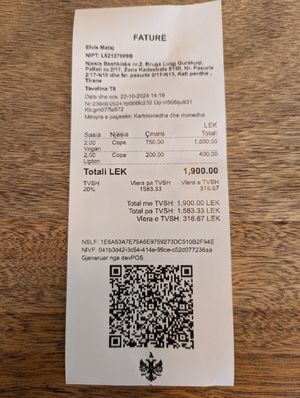 FATURË
Elvis Mataj
NIPT: L62127009B
Njesia Bashkiake nr.2, Rruga Luigj Gurakuqi,
Pallati nr.2/17, Zona Kadastrale 8150, Nr. Pasurie
2/17-N10 dhe Nr. pasurie 2/17-N13, Kati perdhe,
Tirane
Tavolina:T8
Data dhe ora: 22-10-2024 14:19
Mënyra e pagesës: Kartmonedha dhe monedha
Sasia Njësia Çmimi Totali
2,00 Cope 750.00 1,500.00
Vegan
2,00 Cope 200.00 400.00
Lipton
Totali LEK 1,900.00
TVSH Vlera pa TVSH Vlera e TVSH
20% 1583.33 316.67
Total me TVSH: 1,900.00 LEK
Total pa TVSH: 1,583.33 LEK
Vlera e TVSH: 316.67 LEK
NSLF:
NIVF:
Gjeneruar nga devPOS